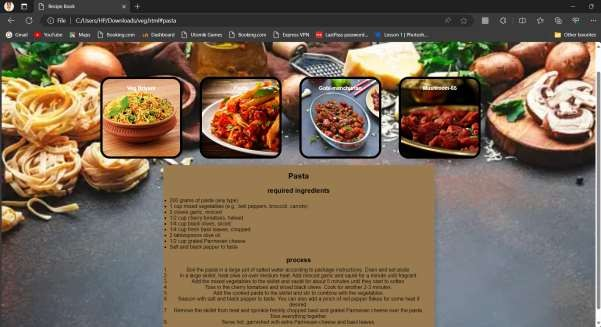 Recipe Book
File C:/Users/HP/Downloads/veg.html#pasta
Gmail YouTube Maps Booking.com Dashboard Utomik Games Booking.com Express VPN LastPass password... Lesson 1 | Photosh... Other favorites
Veg Biryani Pasta Gobi manchurian Mushroom-65
Pasta
required ingredients
200 grams of pasta (any type)
1 cup mixed vegetables (e.g., bell peppers, broccoli, carrots)
2 cloves garlic, minced
1/2 cup cherry tomatoes, halved
1/4 cup black olives, sliced
1/4 cup fresh basil leaves, chopped
2 tablespoons olive oil
1/2 cup grated Parmesan cheese
Salt and black pepper to taste
process
Boil the pasta in a large pot of salted water according to package instructions. Drain and set aside.
In a large skillet, heat olive oil over medium heat. Add minced garlic and sauté for a minute until fragrant.
Add the mixed vegetables to the skillet and sauté for about 5 minutes until they start to soften.
Toss in the cherry tomatoes and sliced black olives. Cook for another 2-3 minutes.
Add the cooked pasta to the skillet and stir to combine with the vegetables.
Season with salt and black pepper to taste. You can also add a pinch of red pepper flakes for some heat if
desired.
7. Remove the skillet from heat and sprinkle freshly chopped basil and grated Parmesan cheese over the pasta.
Toss everything together.
8. Serve hot, garnished with extra Parmesan cheese and basil leaves.